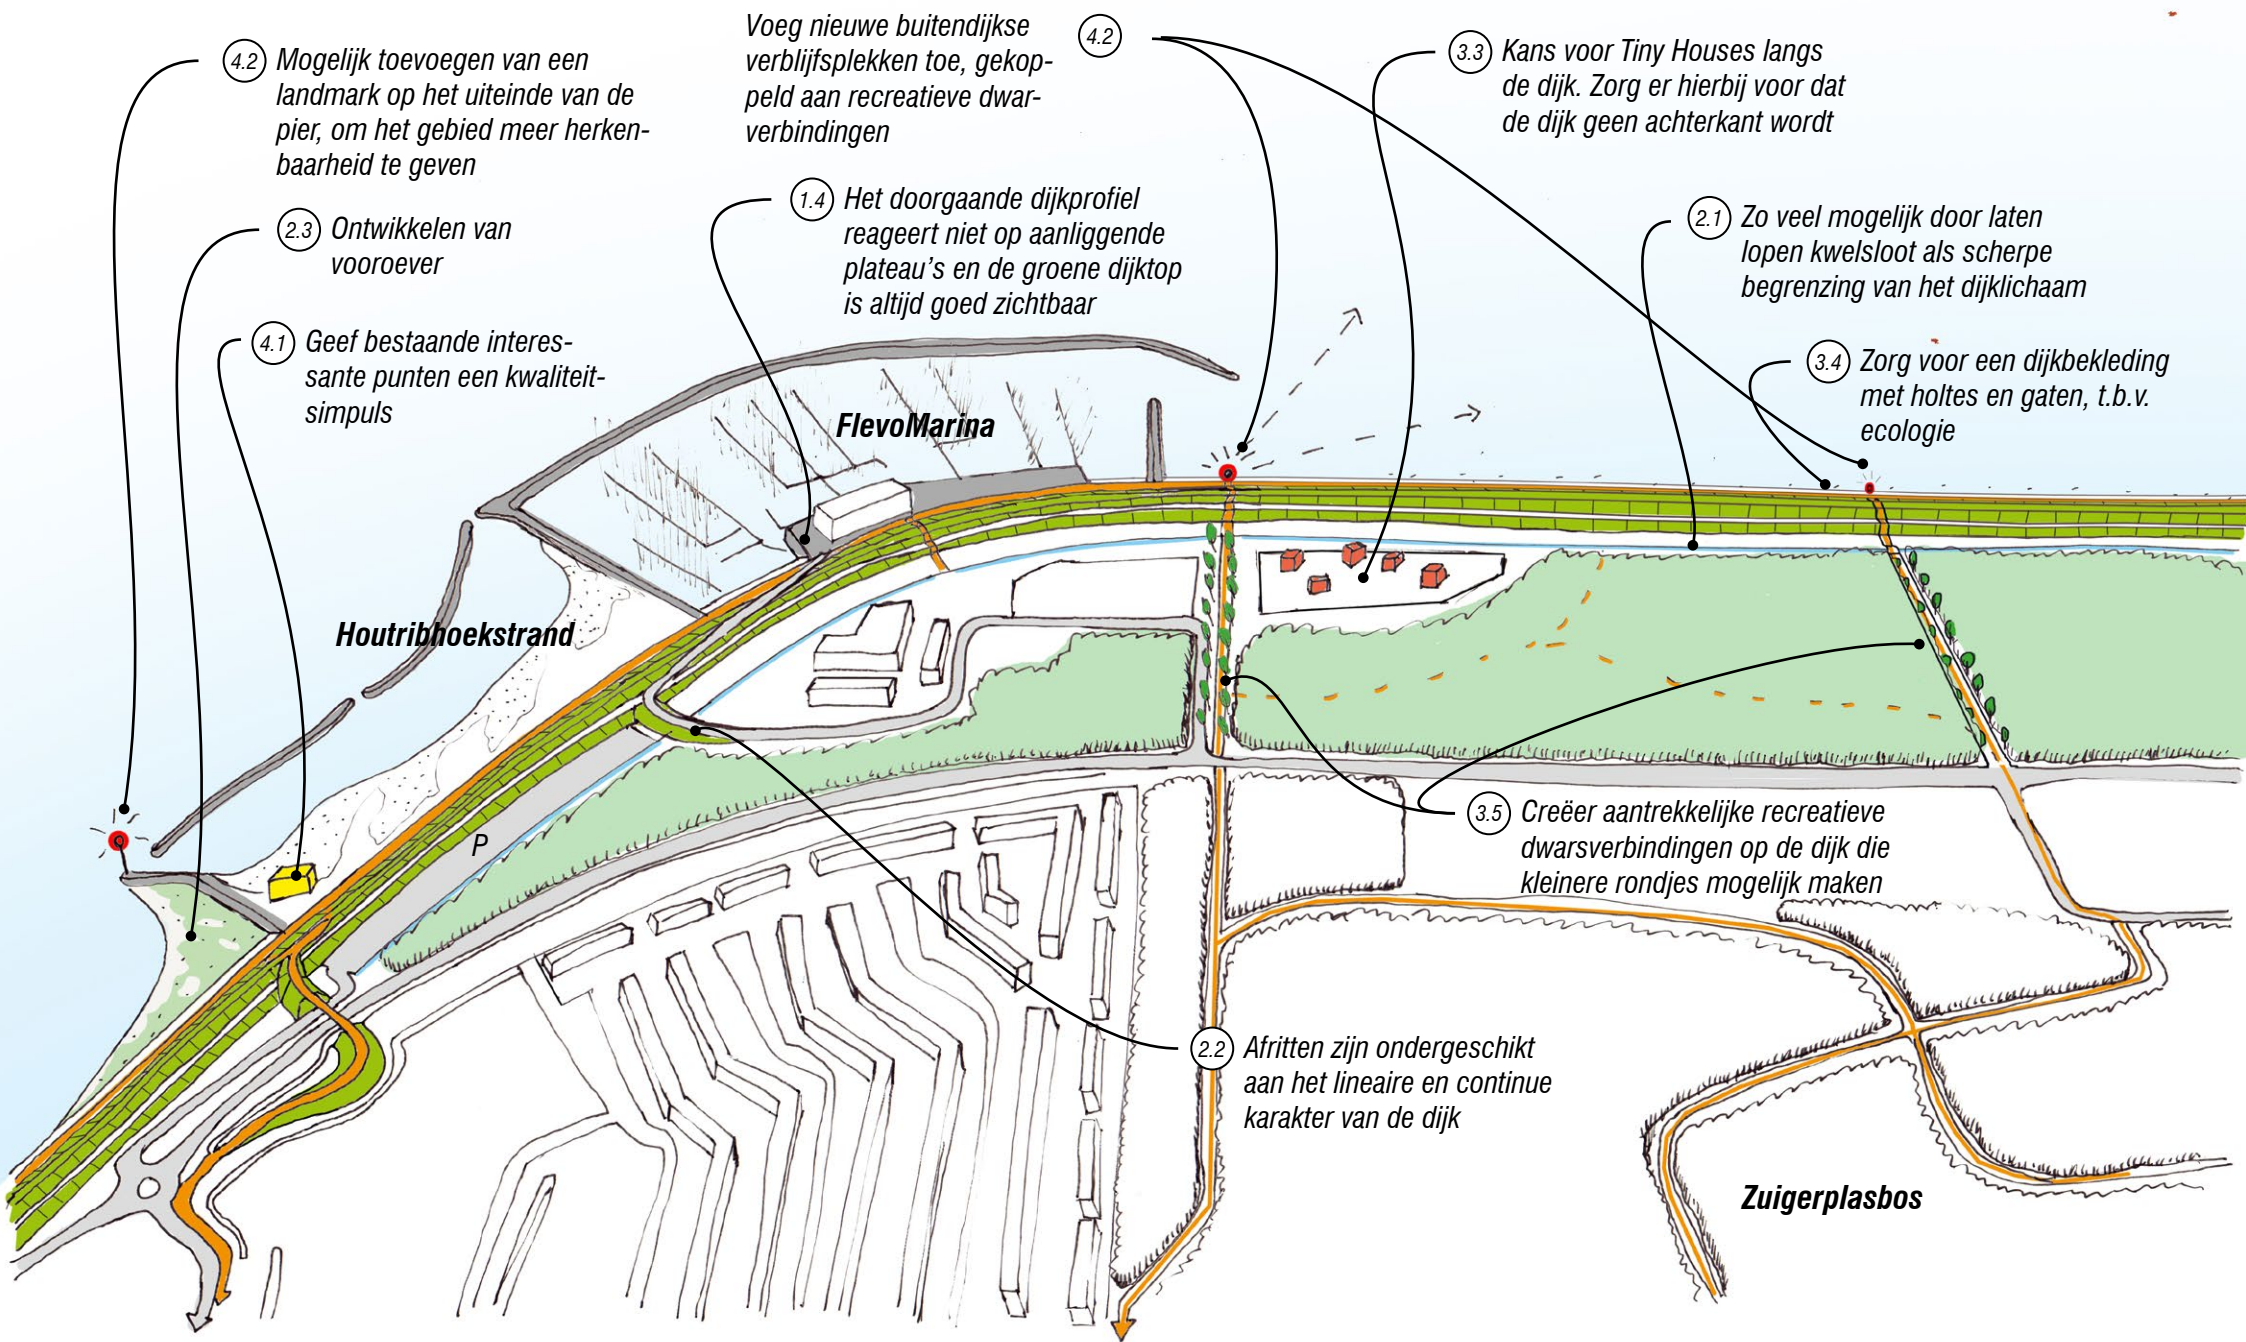 4.2 Mogelijk toevoegen van een
landmark op het uiteinde van de
pier, om het gebied meer herken-
baarheid te geven
2.3 Ontwikkelen van
vooroever
4.1 Geef bestaande interes-
sante punten een kwaliteit-
simpuls
Voeg nieuwe buitendijkse
verblijfsplekken toe, gekop-
peld aan recreatieve dwar-
verbindingen
4.2
1.4 Het doorgaande dijkprofiel
reageert niet op aanliggende
plateau's en de groene dijktop
is altijd goed zichtbaar
3.3 Kans voor Tiny Houses langs
de dijk. Zorg er hierbij voor dat
de dijk geen achterkant wordt
2.1 Zo veel mogelijk door laten
lopen kwelsloot als scherpe
begrenzing van het dijklichaam
3.4 Zorg voor een dijkbekleding
met holtes en gaten, t.b.v.
ecologie
FlevoMarina
Houtribhoekstrand
P
3.5 Creëer aantrekkelijke recreatieve
dwarsverbindingen op de dijk die
kleinere rondjes mogelijk maken
2.2 Afritten zijn ondergeschikt
aan het lineaire en continue
karakter van de dijk
Zuigerplasbos